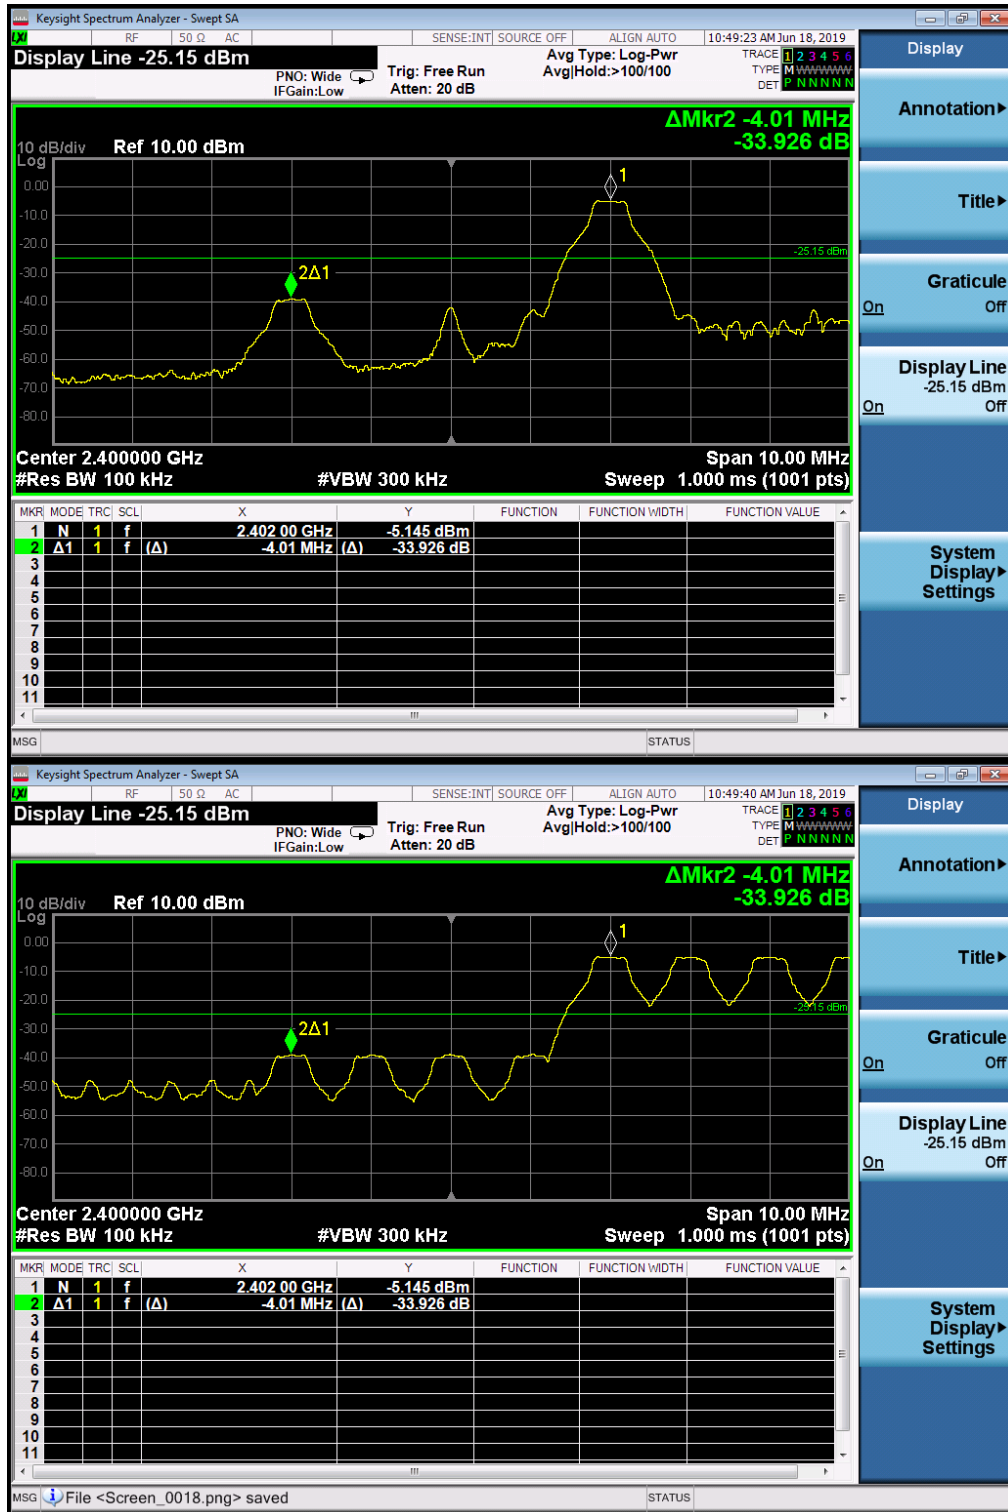 Keysight Spectrum Analyzer - Swept SA
LXI RF 50 Ω AC SENSE:INT SOURCE OFF ALIGN AUTO 10:49:23 AM Jun 18, 2019
Display Line -25.15 dBm
PNO: Wide
IFGain:Low
Trig: Free Run
Atten: 20 dB
Avg Type: Log-Pwr
Avg|Hold:>100/100
TRACE 1 2 3 4 5 6
TYPE M W W W W W
DET P N N N N N
ΔMkr2 -4.01 MHz
-33.926 dB
10 dB/div Ref 10.00 dBm
Log
0.00
-10.0
-20.0
-30.0
-40.0
-50.0
-60.0
-70.0
-80.0
1
-25.15 dBm
2Δ1
Center 2.400000 GHz Span 10.00 MHz
#Res BW 100 kHz #VBW 300 kHz Sweep 1.000 ms (1001 pts)
MKR MODE TRC SCL X Y FUNCTION FUNCTION WIDTH FUNCTION VALUE
1 N 1 f 2.402 00 GHz -5.145 dBm
2 Δ1 1 f (Δ) -4.01 MHz (Δ) -33.926 dB
3
4
5
6
7
8
9
10
11
MSG STATUS
Display
Annotation
Title
Graticule
On Off
Display Line
-25.15 dBm
On Off
System
Display
Settings
Keysight Spectrum Analyzer - Swept SA
LXI RF 50 Ω AC SENSE:INT SOURCE OFF ALIGN AUTO 10:49:40 AM Jun 18, 2019
Display Line -25.15 dBm
PNO: Wide
IFGain:Low
Trig: Free Run
Atten: 20 dB
Avg Type: Log-Pwr
Avg|Hold:>100/100
TRACE 1 2 3 4 5 6
TYPE M W W W W W
DET P N N N N N
ΔMkr2 -4.01 MHz
-33.926 dB
10 dB/div Ref 10.00 dBm
Log
0.00
-10.0
-20.0
-30.0
-40.0
-50.0
-60.0
-70.0
-80.0
1
-25.15 dBm
2Δ1
Center 2.400000 GHz Span 10.00 MHz
#Res BW 100 kHz #VBW 300 kHz Sweep 1.000 ms (1001 pts)
MKR MODE TRC SCL X Y FUNCTION FUNCTION WIDTH FUNCTION VALUE
1 N 1 f 2.402 00 GHz -5.145 dBm
2 Δ1 1 f (Δ) -4.01 MHz (Δ) -33.926 dB
3
4
5
6
7
8
9
10
11
MSG File <Screen_0018.png> saved STATUS
Display
Annotation
Title
Graticule
On Off
Display Line
-25.15 dBm
On Off
System
Display
Settings